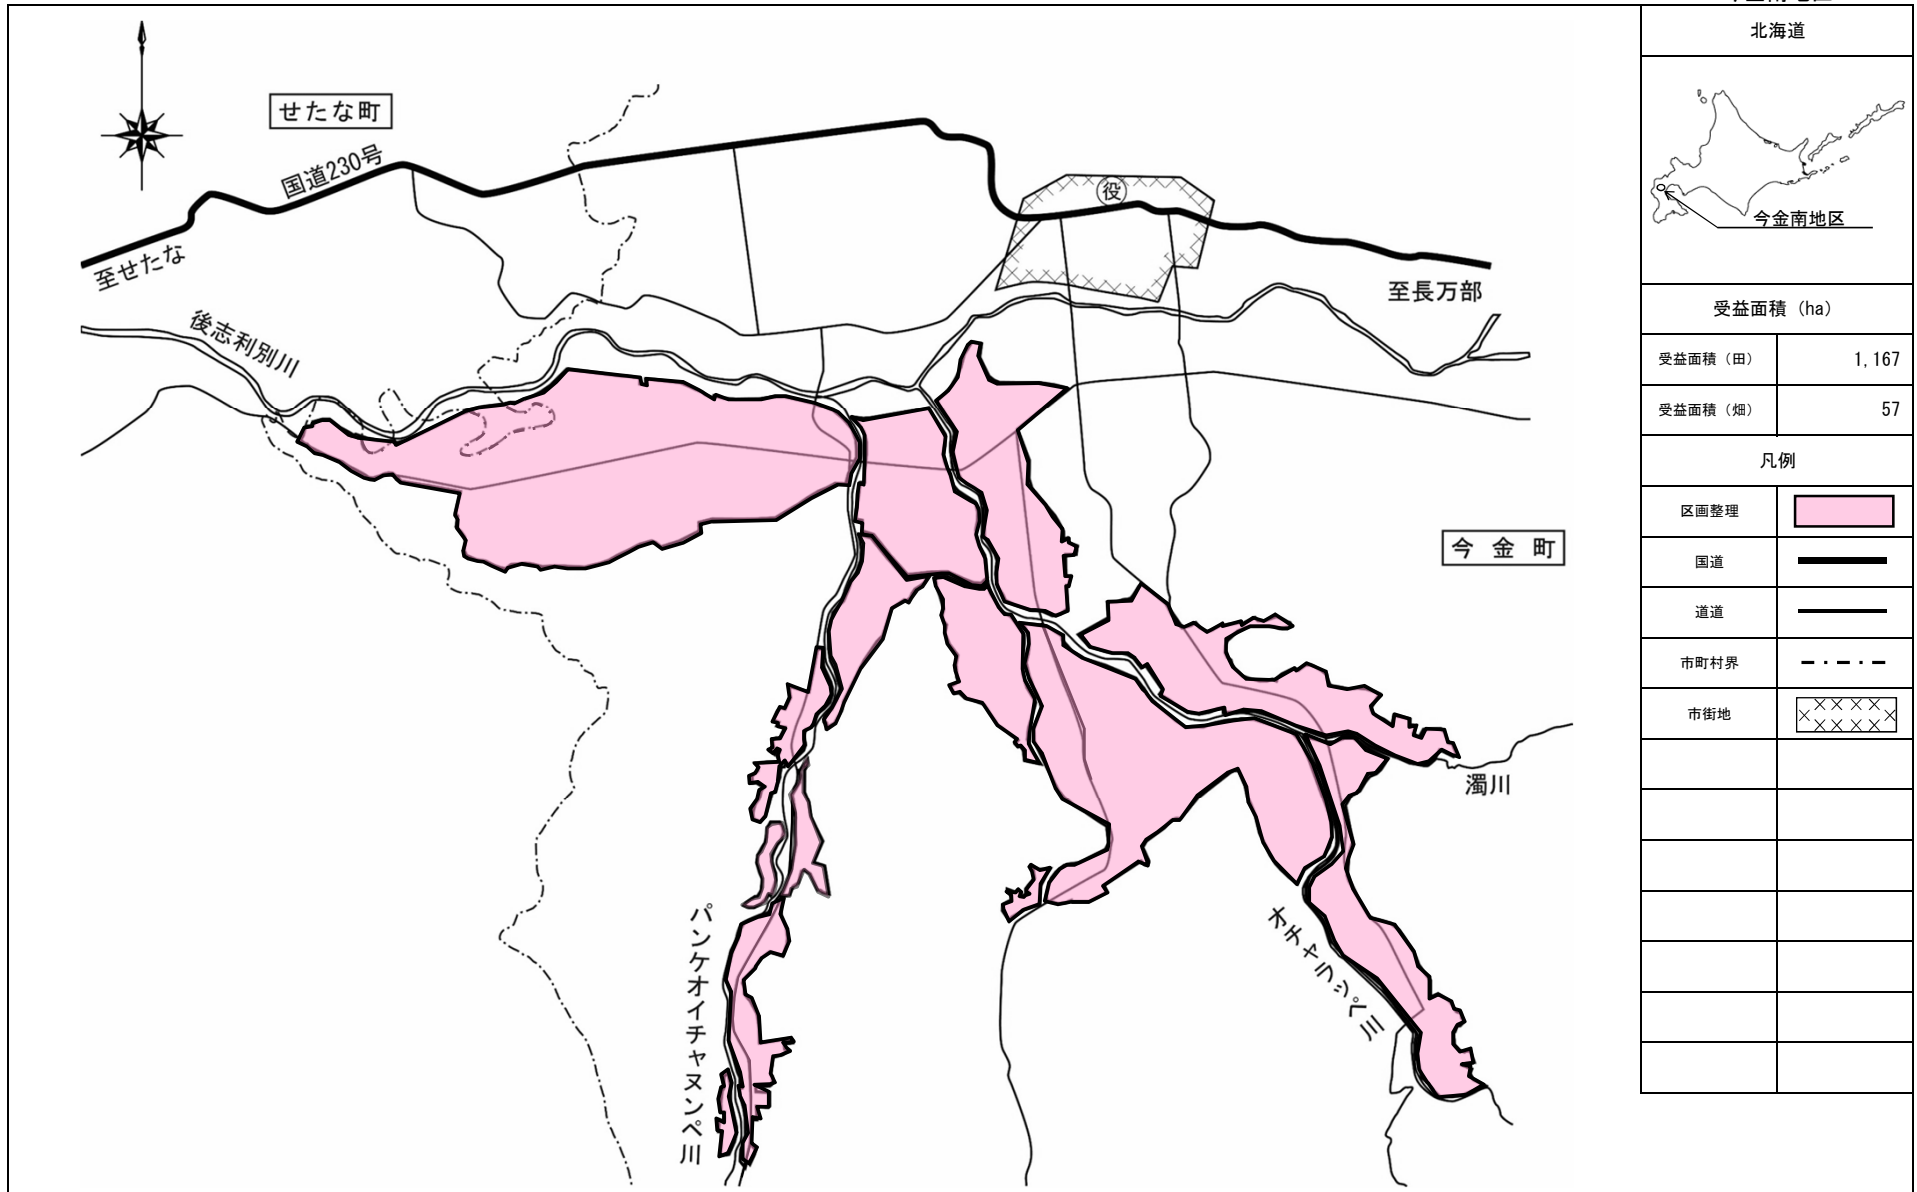 せたな町
国道230号
至せたな
後志利別川
役
至長万部
今金町
濁川
オチャラッペ川
パンケオイチャヌンペ川
北海道
今金南地区
受益面積（ha）
受益面積（田） 1,167
受益面積（畑） 57
凡例
区画整理
国道
道道
市町村界
市街地